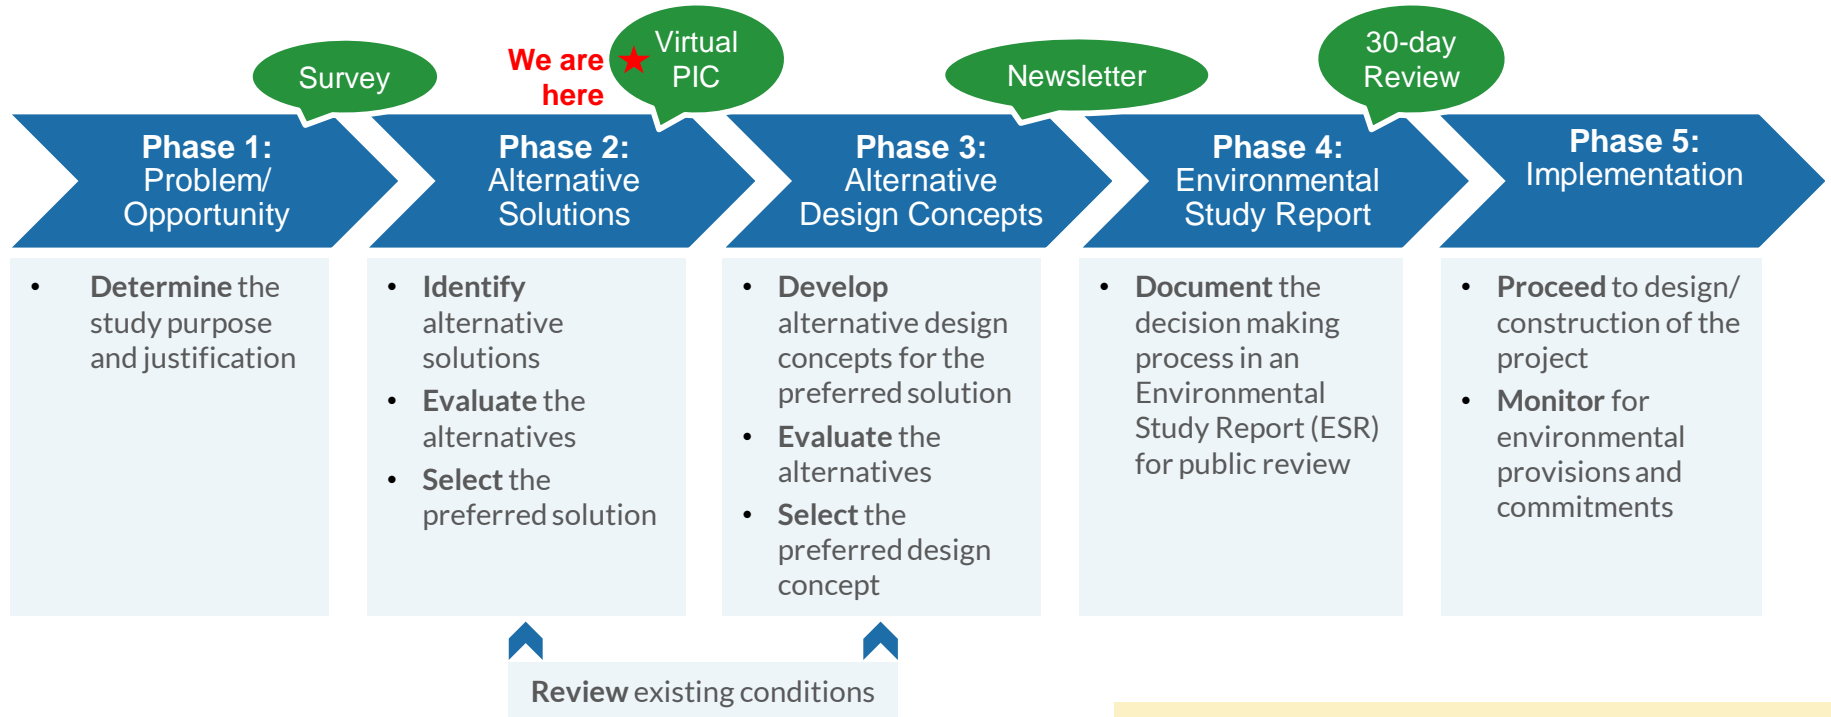 Survey
We are
here
Virtual
PIC
Newsletter
30-day
Review
Phase 1:
Problem/
Opportunity
Phase 2:
Alternative
Solutions
Phase 3:
Alternative
Design Concepts
Phase 4:
Environmental
Study Report
Phase 5:
Implementation
• Determine the
study purpose
and justification
• Identify
alternative
solutions
• Evaluate the
alternatives
• Select the
preferred solution
• Develop
alternative design
concepts for the
preferred solution
• Evaluate the
alternatives
• Select the
preferred design
concept
• Document the
decision making
process in an
Environmental
Study Report (ESR)
for public review
• Proceed to design/
construction of the
project
• Monitor for
environmental
provisions and
commitments
Review existing conditions